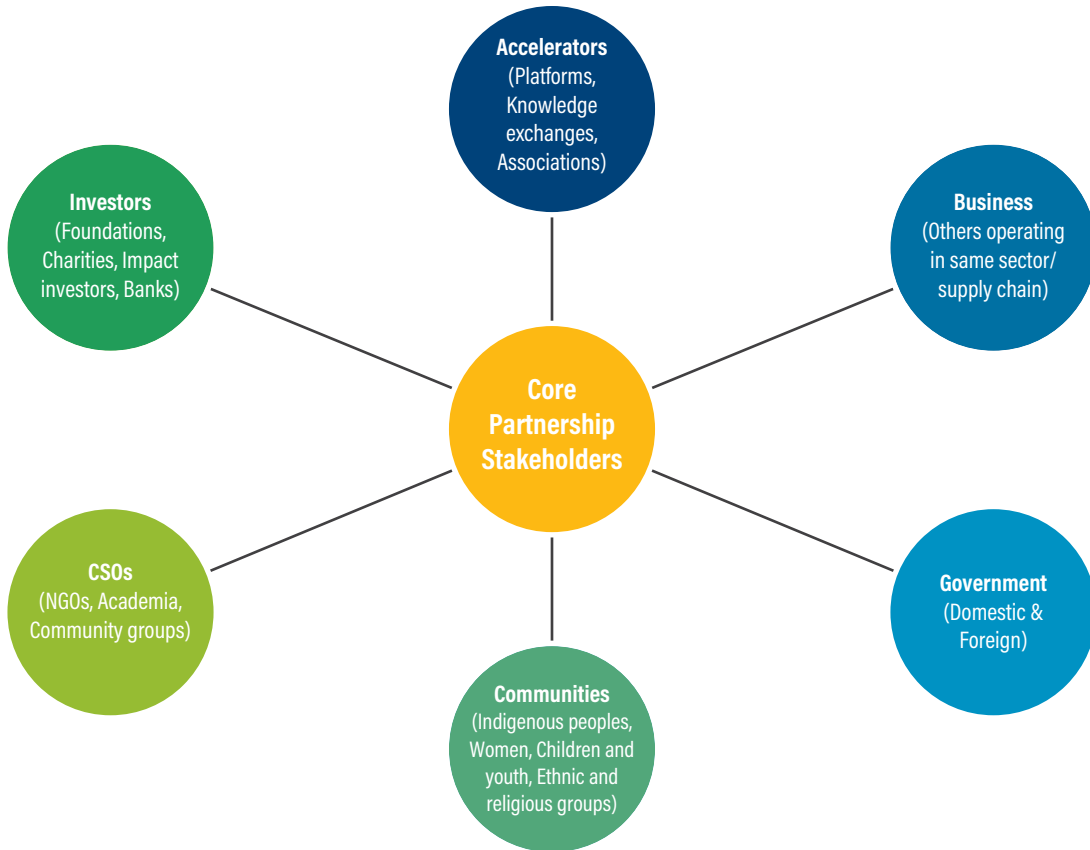 Accelerators
(Platforms,
Knowledge
exchanges,
Associations)
Investors
(Foundations,
Charities, Impact
investors, Banks)
Business
(Others operating
in same sector/
supply chain)
Core
Partnership
Stakeholders
CSOs
(NGOs, Academia,
Community groups)
Government
(Domestic &
Foreign)
Communities
(Indigenous peoples,
Women, Children and
youth, Ethnic and
religious groups)